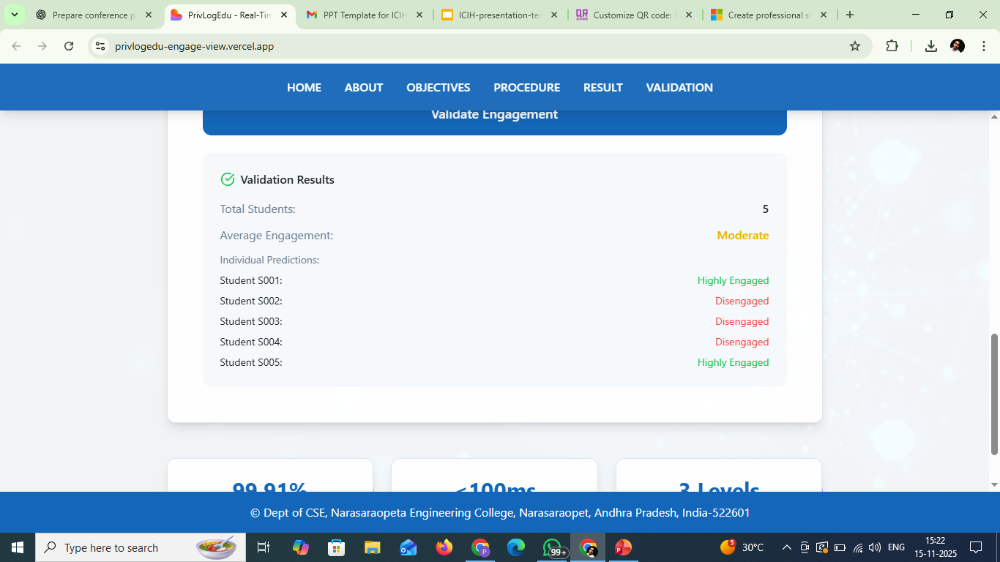 Prepare conference p
PrivLogEdu - Real-Tim
PPT Template for ICIH
ICIH-presentation-ter
Customize QR code:
Create professional sl
privlogedu-engage-view.vercel.app
HOME ABOUT OBJECTIVES PROCEDURE RESULT VALIDATION
Validate Engagement
Validation Results
Total Students: 5
Average Engagement: Moderate
Individual Predictions:
Student S001: Highly Engaged
Student S002: Disengaged
Student S003: Disengaged
Student S004: Disengaged
Student S005: Highly Engaged
99.91% <100ms 3 Levels
© Dept of CSE, Narasaraopeta Engineering College, Narasaraopet, Andhra Pradesh, India-522601
Type here to search
99+
5
30°C
ENG
15:22
15-11-2025